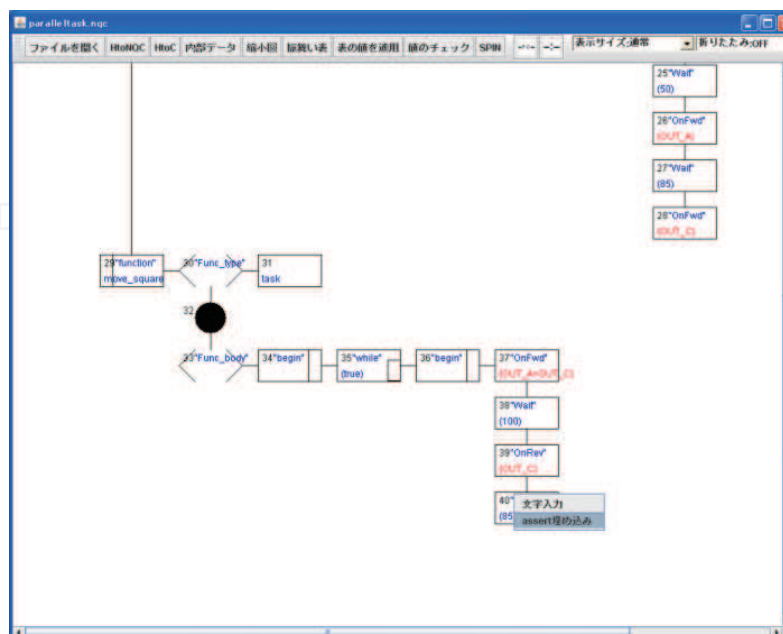 paralleltask.nqc
ファイルを開く HtoNQC HtoC 内部データ 縮小図 振舞い表 表の値を適用 値のチェック SPIN 表示サイズ:通常 折りたたみ:OFF
25"Wait"
(50)
26"OnFwd"
(OUT_A)
27"Wait"
(85)
28"OnFwd"
(OUT_C)
29"function"
move_square
30"Func_type"
31
task
32
33"Func_body"
34"begin"
35"while"
(true)
36"begin"
37"OnFwd"
(OUT_A+OUT_C)
38"Wait"
(100)
39"OnRev"
(OUT_C)
40"
(85
文字入力
assert埋め込み